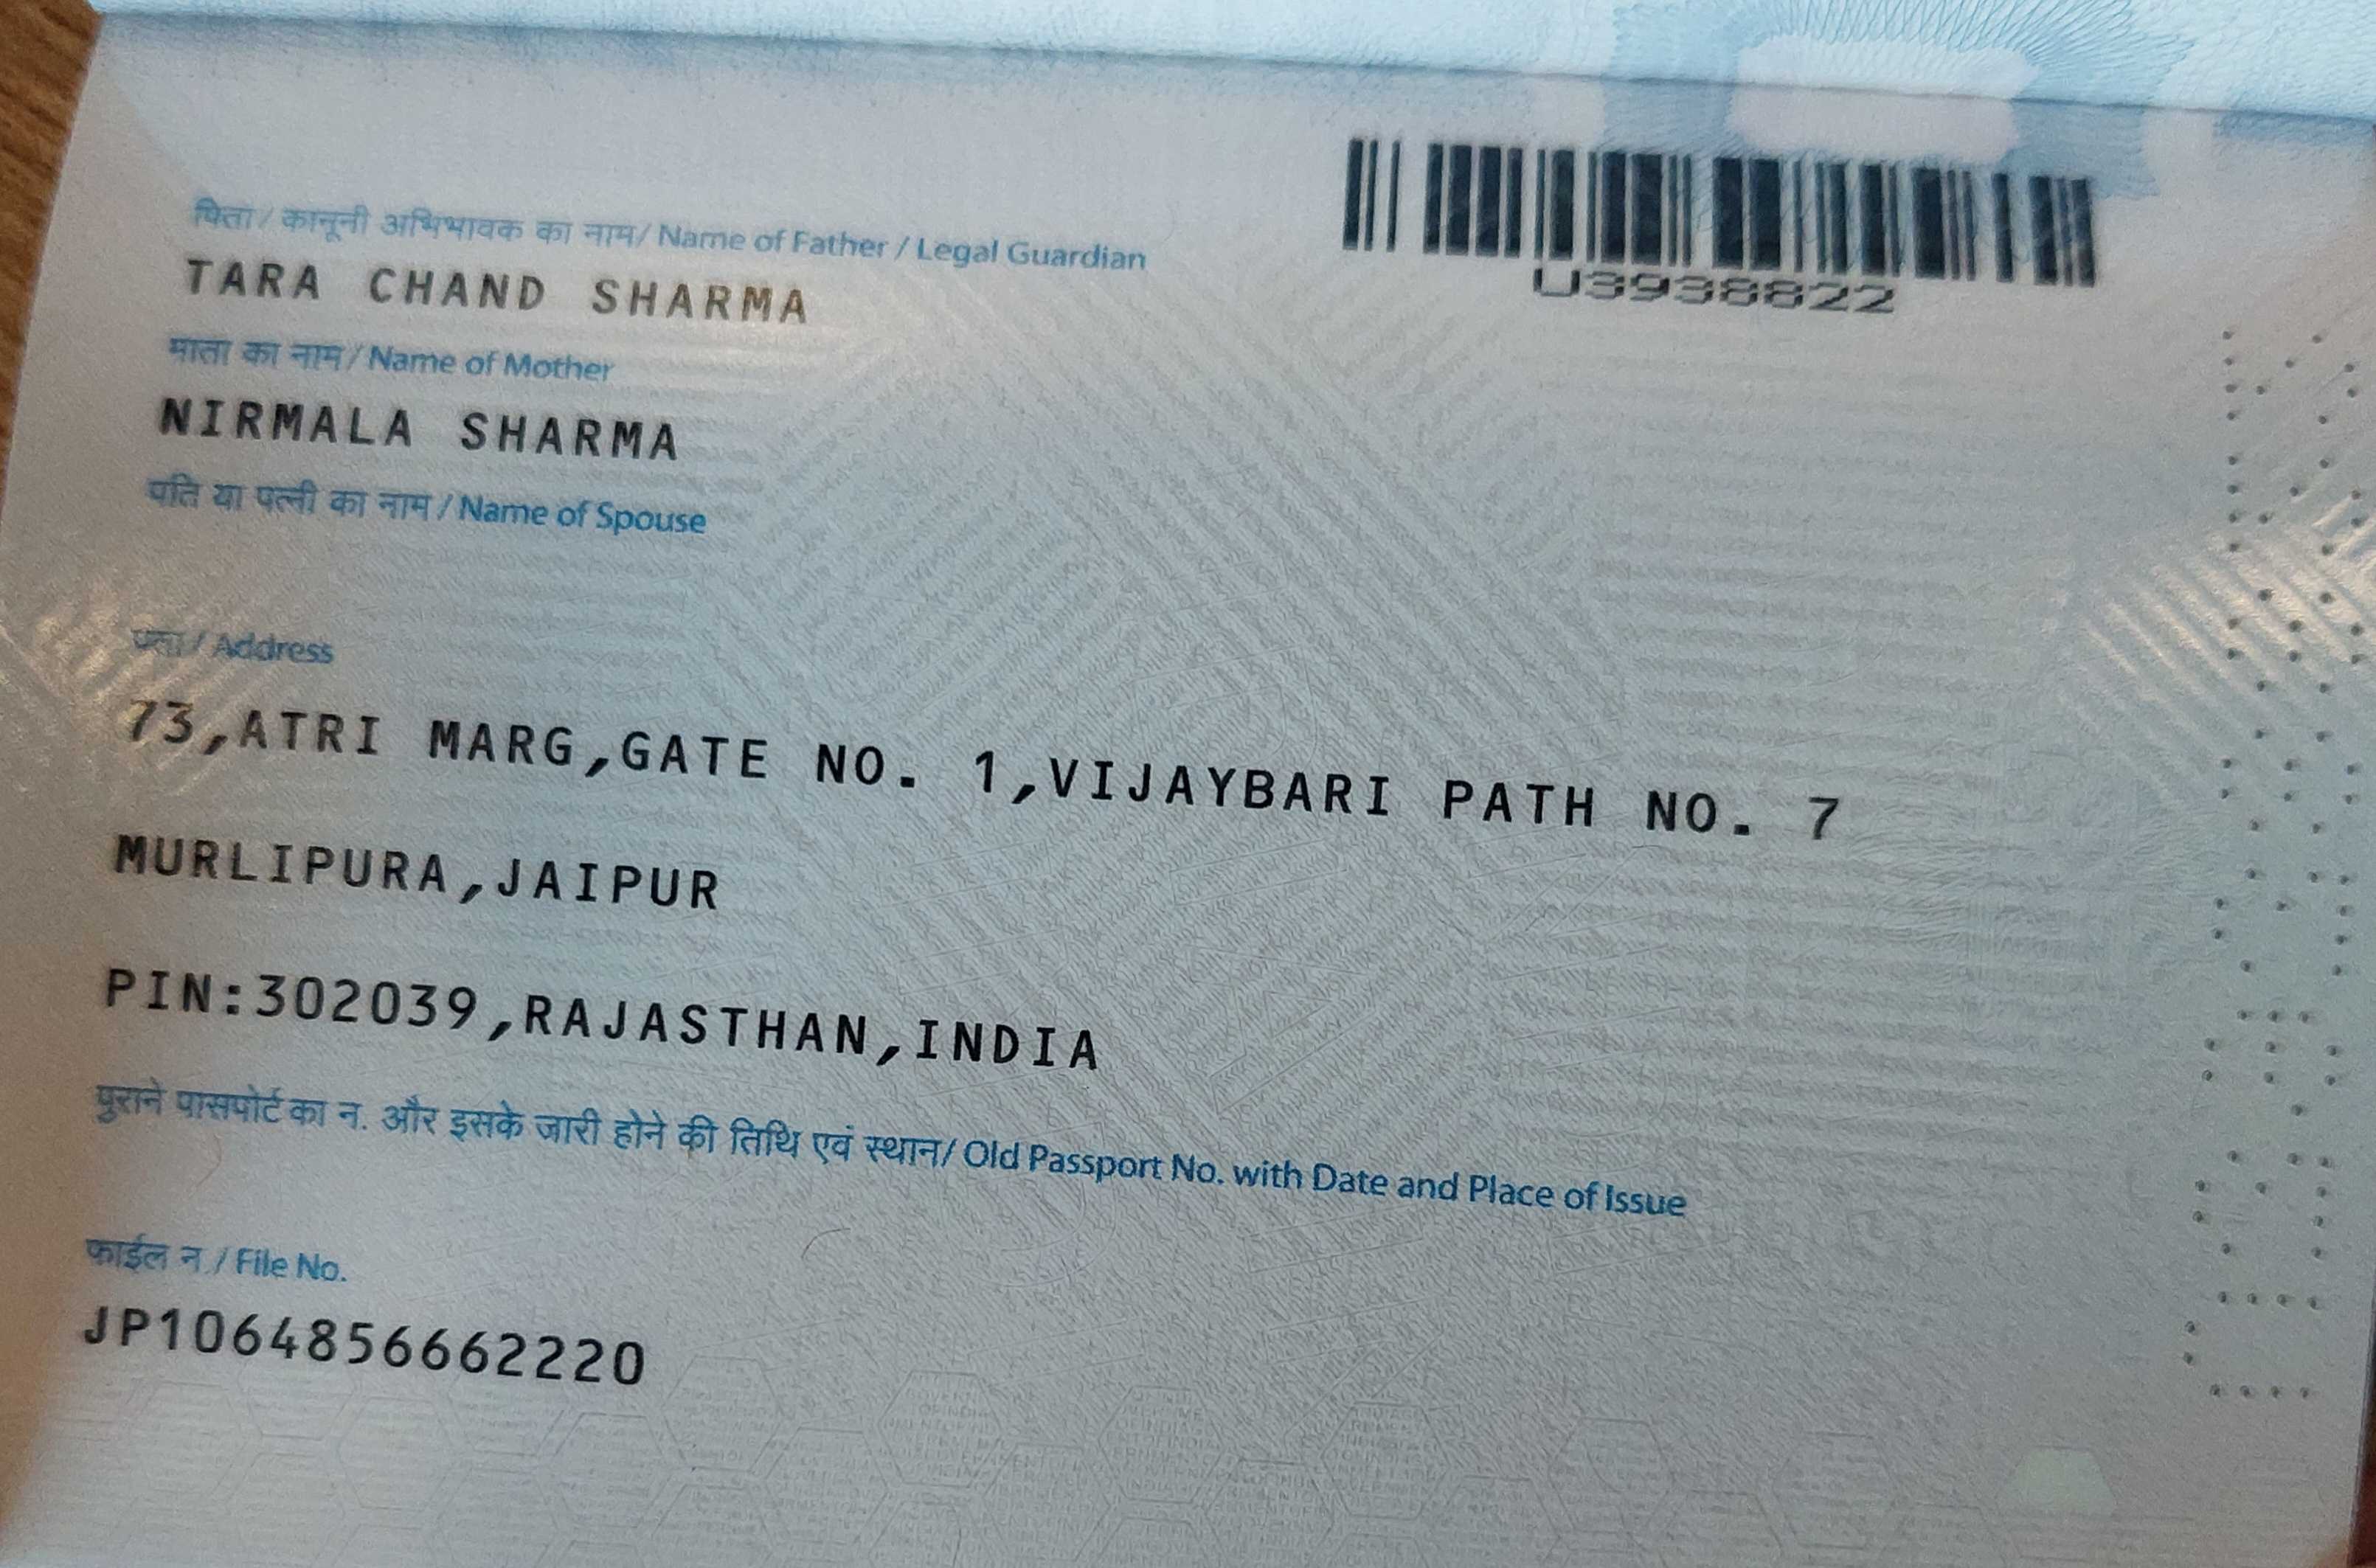 U3938822
पिता / कानूनी अभिभावक का नाम/ Name of Father / Legal Guardian
TARA CHAND SHARMA
माता का नाम/ Name of Mother
NIRMALA SHARMA
पति या पत्नी का नाम / Name of Spouse
पता/ Address
73,ATRI MARG,GATE NO. 1,VIJAYBARI PATH NO. 7
MURLIPURA,JAIPUR
PIN:302039,RAJASTHAN,INDIA
पुराने पासपोर्ट का न. और इसके जारी होने की तिथि एवं स्थान/ Old Passport No. with Date and Place of Issue
फाईल न / File No.
JP1064856662220